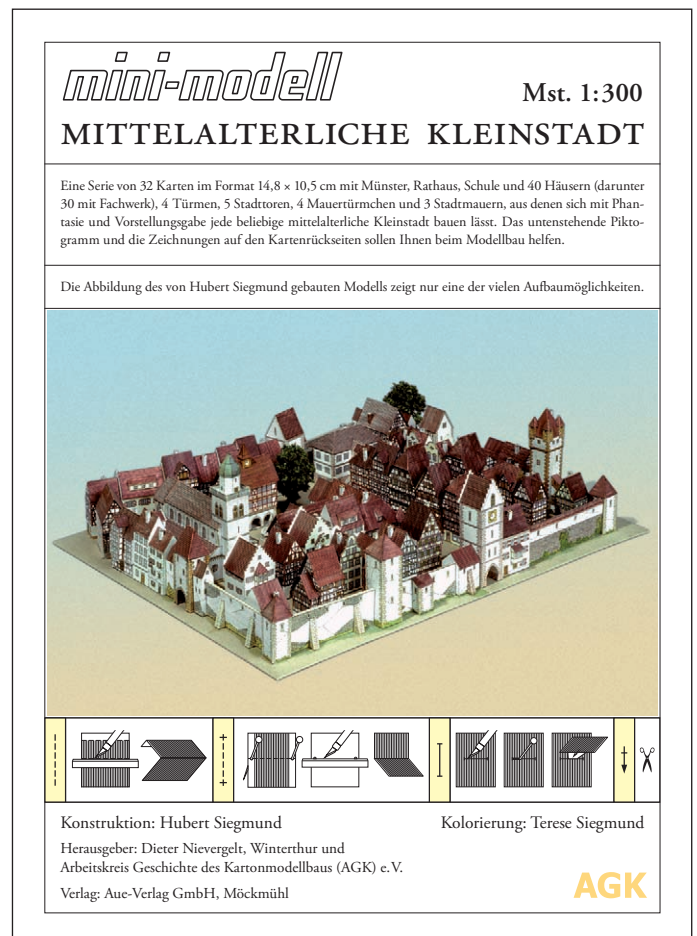 mini-modell
Mst. 1:300
MITTELALTERLICHE KLEINSTADT
Eine Serie von 32 Karten im Format 14,8 × 10,5 cm mit Münster, Rathaus, Schule und 40 Häusern (darunter
30 mit Fachwerk), 4 Türmen, 5 Stadttoren, 4 Mauertürmchen und 3 Stadtmauern, aus denen sich mit Phan-
tasie und Vorstellungsgabe jede beliebige mittelalterliche Kleinstadt bauen lässt. Das untenstehende Pikto-
gramm und die Zeichnungen auf den Kartenrückseiten sollen Ihnen beim Modellbau helfen.
Die Abbildung des von Hubert Siegmund gebauten Modells zeigt nur eine der vielen Aufbaumöglichkeiten.
Konstruktion: Hubert Siegmund
Kolorierung: Terese Siegmund
Herausgeber: Dieter Nievergelt, Winterthur und
Arbeitskreis Geschichte des Kartonmodellbaus (AGK) e.V.
Verlag: Aue-Verlag GmbH, Möckmühl
AGK